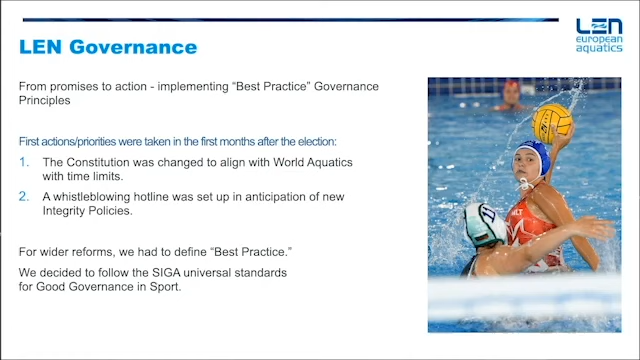 LEN
european
aquatics
LEN Governance
From promises to action - implementing “Best Practice” Governance
Principles
First actions/priorities were taken in the first months after the election:
1. The Constitution was changed to align with World Aquatics
with time limits.
2. A whistleblowing hotline was set up in anticipation of new
Integrity Policies.
For wider reforms, we had to define “Best Practice.”
We decided to follow the SIGA universal standards
for Good Governance in Sport.
MLT
11